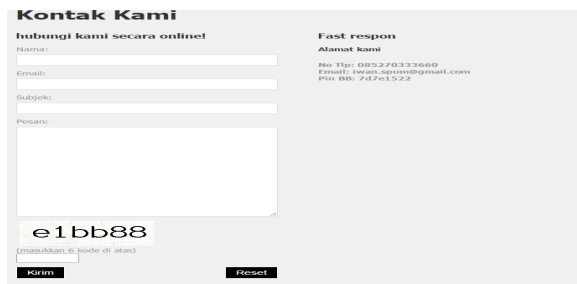 Kontak Kami
hubungi kami secara online!
Nama:
Email:
Subjek:
Pesan:
e1bb88
(masukkan 6 kode di atas)
Kirim
Reset
Fast respon
Alamat kami
No Tlp: 085270333660
Email: iwan.spum@gmail.com
Pin BB: 7d7e1522